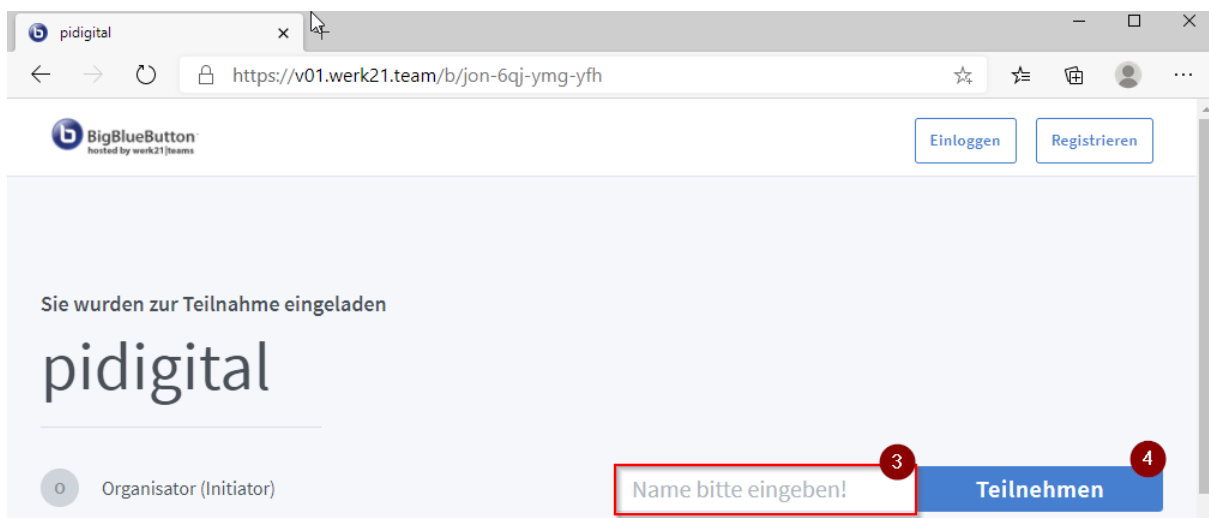 pidigital
https://v01.werk21.team/b/jon-6qj-ymg-yfh
b BigBlueButton
hosted by werk21|teams
Einloggen
Registrieren
Sie wurden zur Teilnahme eingeladen
pidigital
O Organisator (Initiator)
Name bitte eingeben!
3
Teilnehmen
4